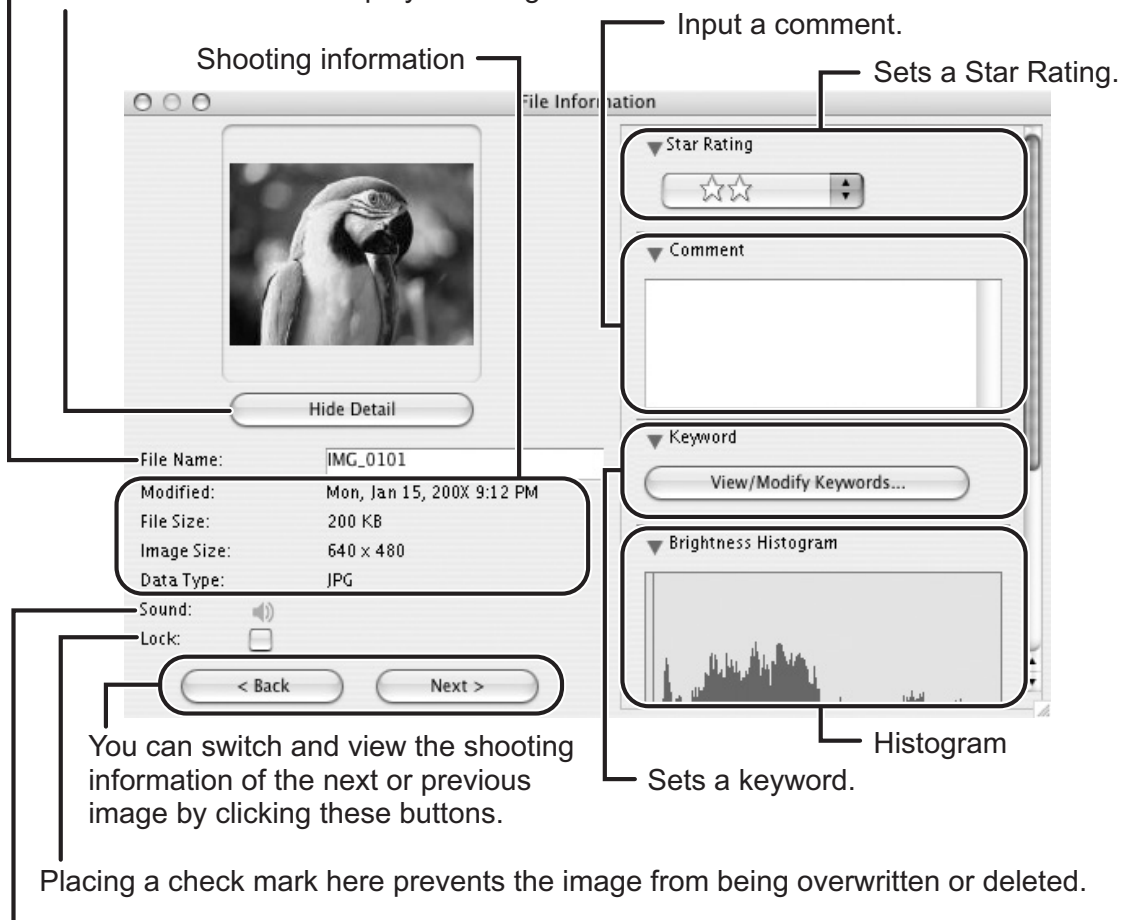 Input a comment.
Shooting information
Sets a Star Rating.
File Information
Star Rating
Comment
Hide Detail
Keyword
File Name: IMG_0101
View/Modify Keywords...
Modified: Mon, Jan 15, 200X 9:12 PM
File Size: 200 KB
Image Size: 640 x 480
Data Type: JPG
Brightness Histogram
Sound:
Lock:
< Back Next >
You can switch and view the shooting
information of the next or previous
image by clicking these buttons.
Histogram
Sets a keyword.
Placing a check mark here prevents the image from being overwritten or deleted.